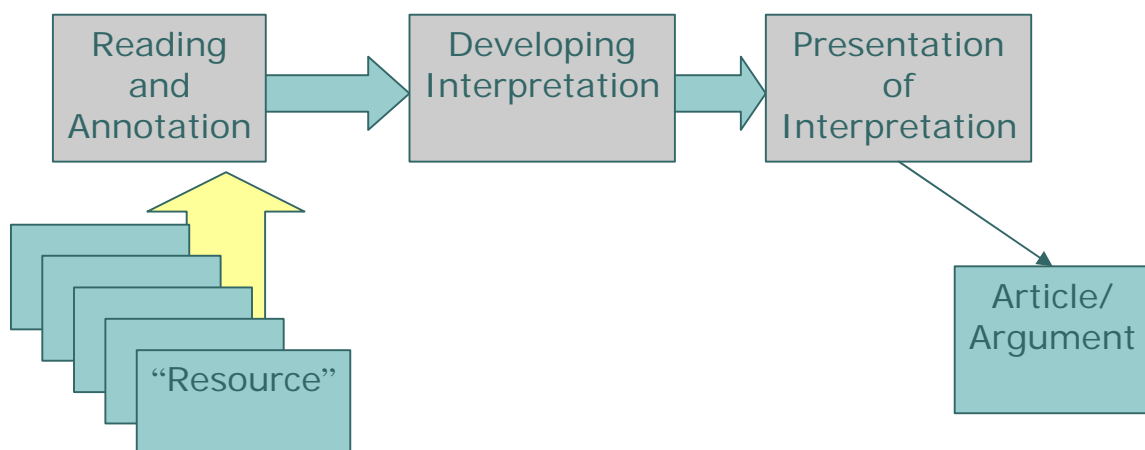 Reading
and
Annotation
Developing
Interpretation
Presentation
of
Interpretation
“Resource”
Article/
Argument